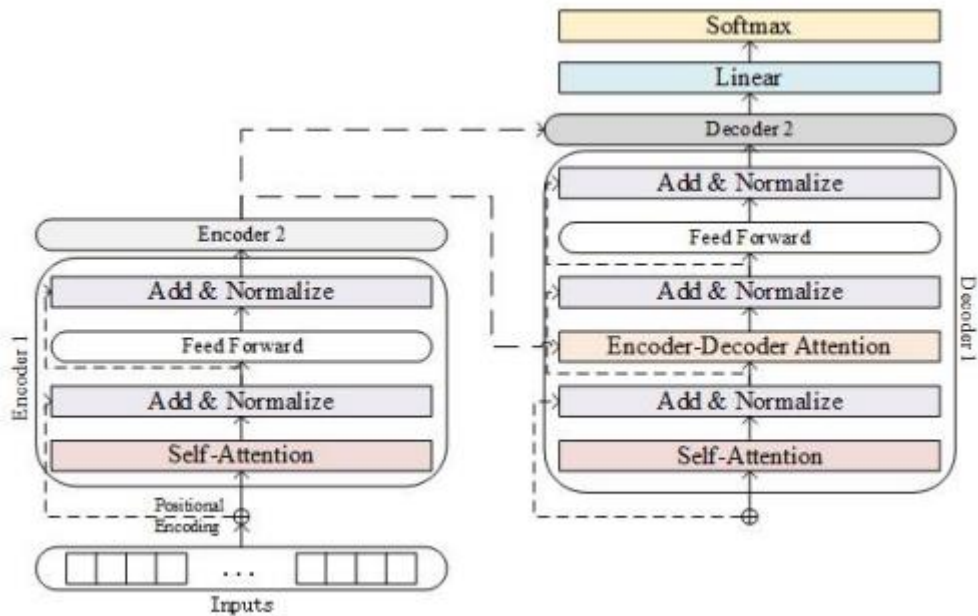 Softmax
Linear
Decoder 2
Add & Normalize
Feed Forward
Add & Normalize
Encoder-Decoder Attention
Add & Normalize
Self-Attention
Decoder 1
Encoder 2
Add & Normalize
Feed Forward
Add & Normalize
Self-Attention
Encoder 1
Positional
Encoding
...
Inputs